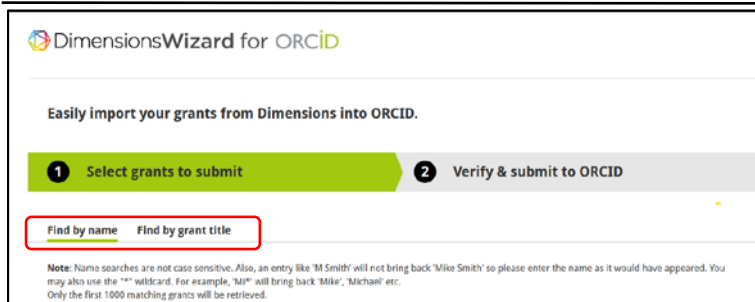 DimensionsWizard for ORCID
Easily import your grants from Dimensions into ORCID.
1 Select grants to submit 2 Verify & submit to ORCID
Find by name Find by grant title
Note: Name searches are not case sensitive. Also, an entry like 'M Smith' will not bring back 'Mike Smith' so please enter the name as it would have appeared. You
may also use the "*" wildcard. For example, 'Mi*' will bring back 'Mike', 'Michael' etc.
Only the first 1000 matching grants will be retrieved.